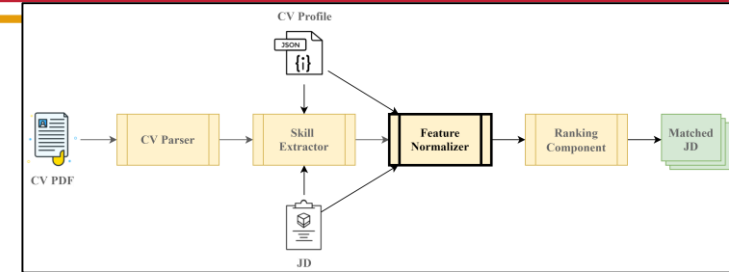 CV Profile
JSON
{i}
CV PDF
CV Parser
Skill
Extractor
Feature
Normalizer
Ranking
Component
Matched
JD
JD